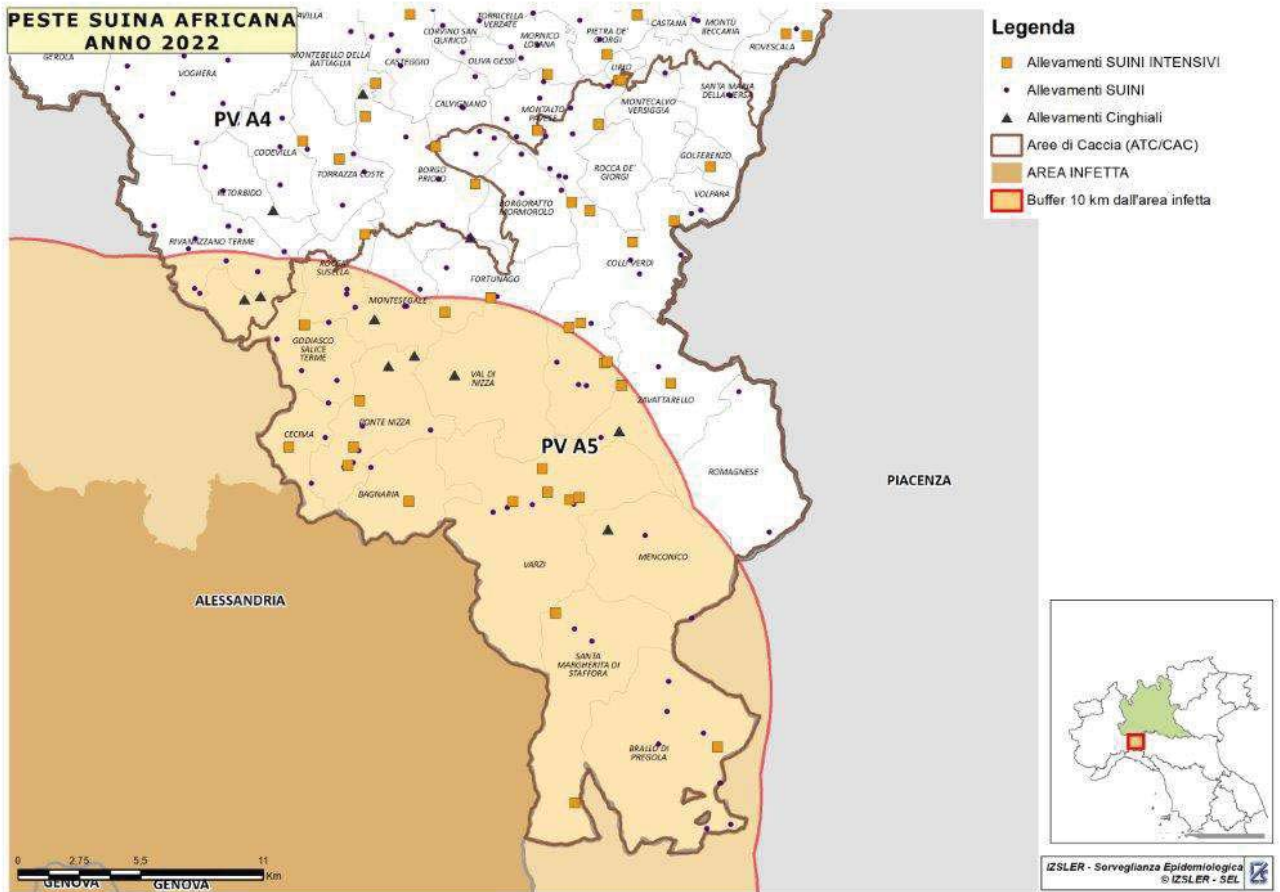 PESTE SUINA AFRICANA
ANNO 2022
TORRICELLA
VERZATE
CORVINO SAN
QUIRICO
MORNICO
LOSANA
PIETRA DE'
GIORGI
CASTANA
MONTÙ
BECCARIA
ROVESCALA
GEROLA
VOGHERA
MONTEBELLO DELLA
BATTAGLIA
CASTEGGIO
OLIVA GESSI
LIRIO
SANTA MARIA
DELLA VERSA
PV A4
CALVIGNANO
MONTALTO
PAVESE
MONTECALVO
VERSIGGIA
CODEVILLA
TORRAZZA COSTE
BORGO
PRIOLO
ROCCA DE'
GIORGI
GOLFERENZO
VOLPARA
RETORBIDO
BORGORATTO
MORMOROLO
RIVANAZZANO TERME
ROCCA
SUSELLA
FORTUNAGO
COLLI VERDI
MONTESEGALE
GODIASCO
SALICE
TERME
VAL DI
NIZZA
ZAVATTARELLO
CECIMA
PONTE NIZZA
PV A5
ROMAGNESE
BAGNARIA
PIACENZA
VARZI
MENCONICO
ALESSANDRIA
SANTA
MARGHERITA DI
STAFFORA
BRALLO DI
PREGOLA
0 2,75 5,5 11
Km
GENOVA GENOVA
Legenda
Allevamenti SUINI INTENSIVI
Allevamenti SUINI
Allevamenti Cinghiali
Aree di Caccia (ATC/CAC)
AREA INFETTA
Buffer 10 km dall'area infetta
IZSLER - Sorveglianza Epidemiologica
© IZSLER - SEL